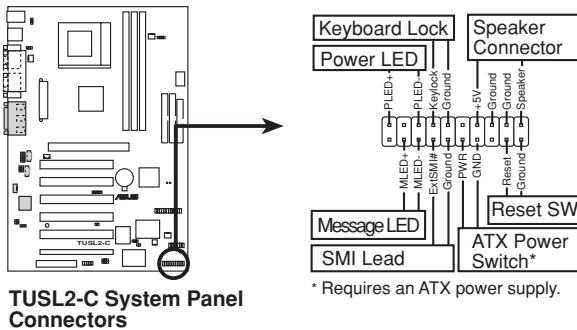 Keyboard Lock
Power LED
Speaker
Connector
PLED+
PLED-
Keylock
Ground
+5V
Ground
Ground
Speaker
MLED+
MLED-
ExtSMI#
Ground
PWR
GND
Reset
Ground
Message LED
SMI Lead
Reset SW
ATX Power
Switch*
* Requires an ATX power supply.
ASUS
TUSL2-C
TUSL2-C System Panel
Connectors